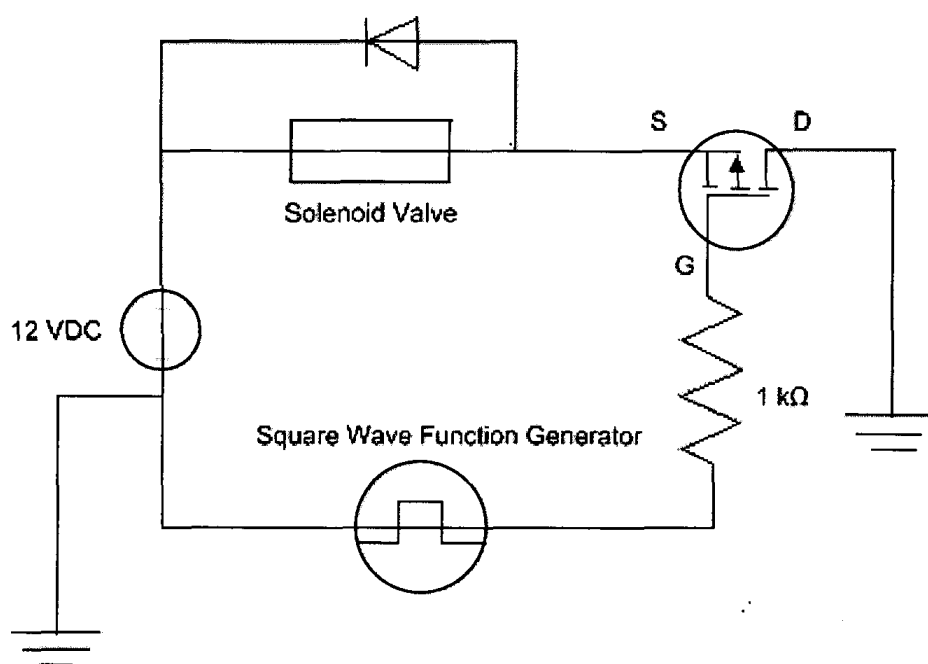 S
D
Solenoid Valve
G
12 VDC
1 kΩ
Square Wave Function Generator